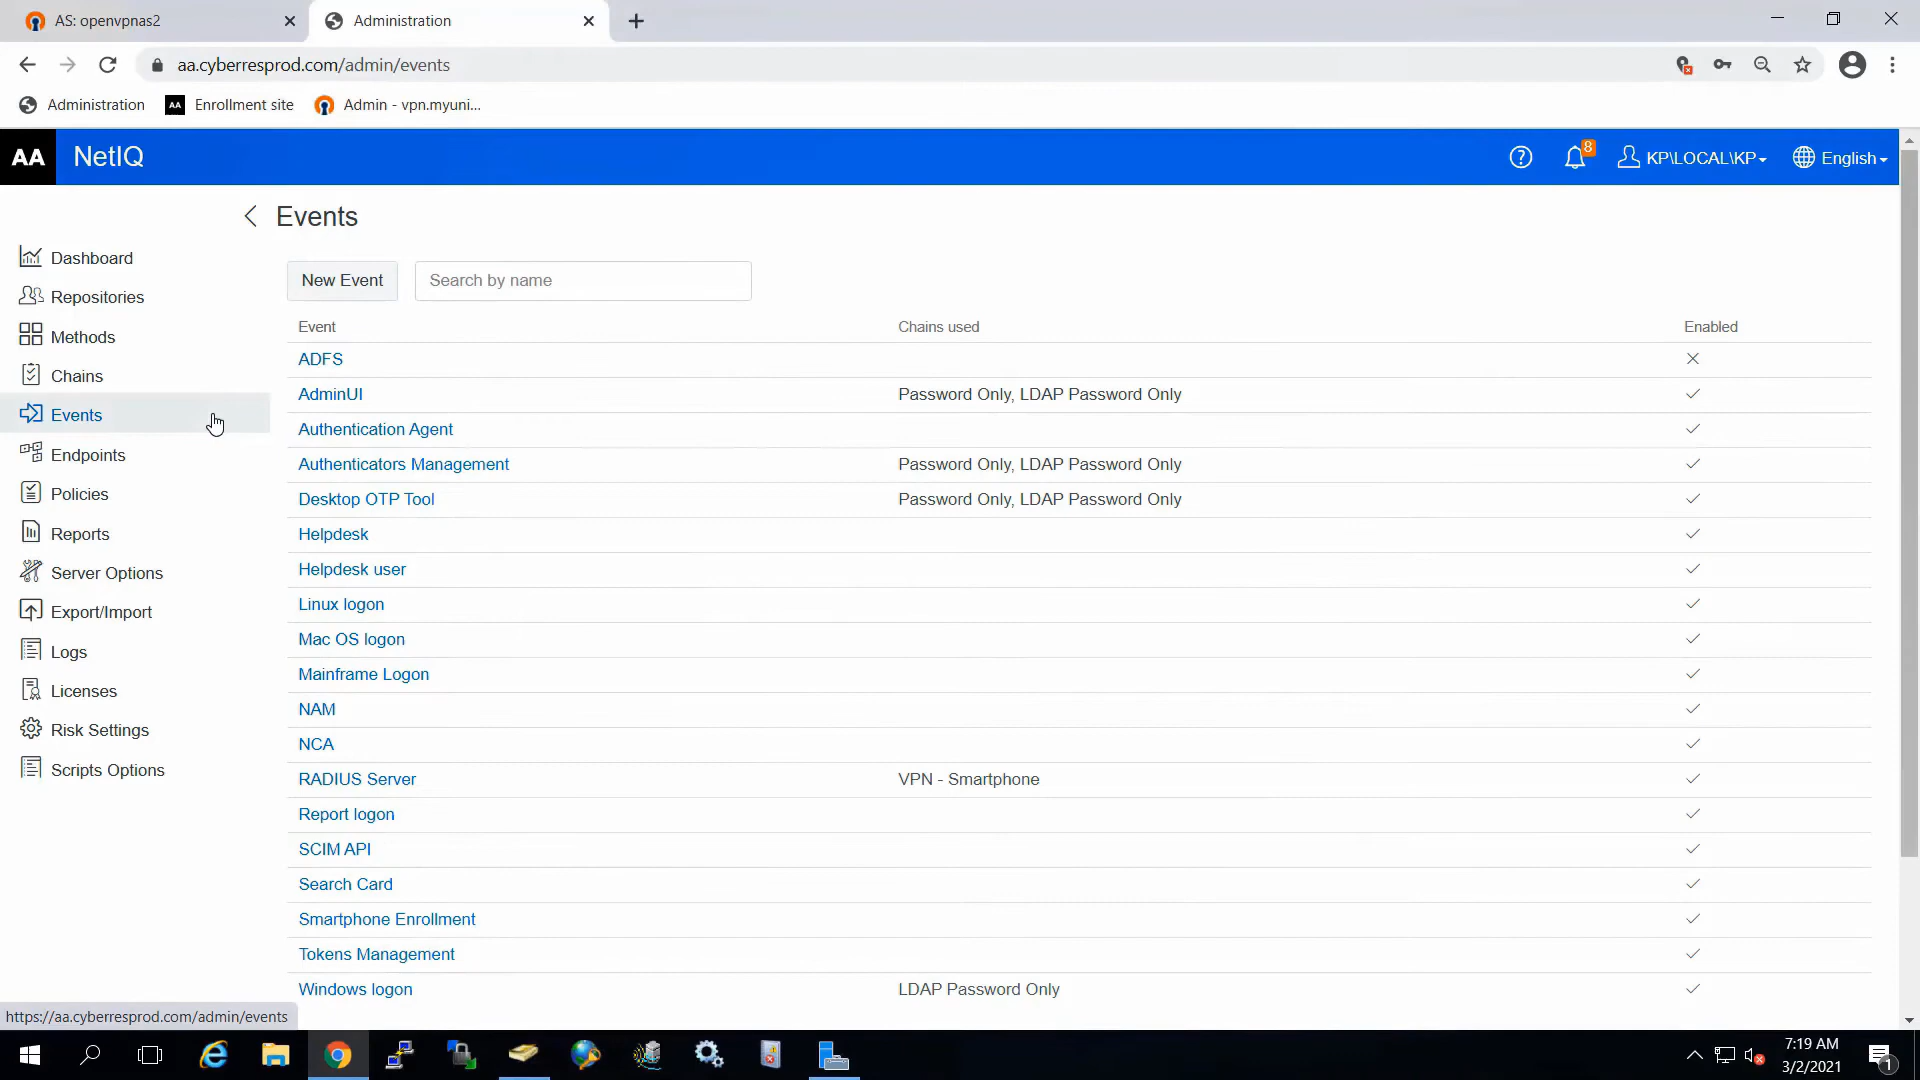 AS: openvpnas2
Administration
aa.cyberresprod.com/admin/events
Administration
AA
Enrollment site
Admin - vpn.myuni...
AA
NetIQ
8
KP\LOCAL\KP
English
Events
Dashboard
Repositories
Methods
Chains
Events
Endpoints
Policies
Reports
Server Options
Export/Import
Logs
Licenses
Risk Settings
Scripts Options
New Event
Search by name
Event Chains used Enabled
ADFS
AdminUI Password Only, LDAP Password Only
Authentication Agent
Authenticators Management Password Only, LDAP Password Only
Desktop OTP Tool Password Only, LDAP Password Only
Helpdesk
Helpdesk user
Linux logon
Mac OS logon
Mainframe Logon
NAM
NCA
RADIUS Server VPN - Smartphone
Report logon
SCIM API
Search Card
Smartphone Enrollment
Tokens Management
Windows logon LDAP Password Only
https://aa.cyberresprod.com/admin/events
7:19 AM
3/2/2021
1